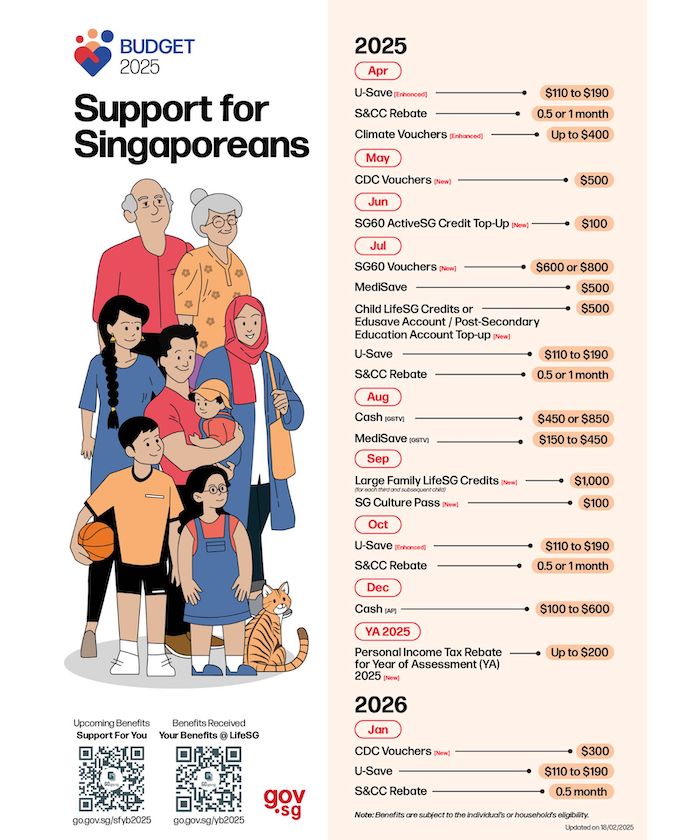 BUDGET
2025
Support for
Singaporeans
Upcoming Benefits
Support For You
go.gov.sg/sfyb2025
Benefits Received
Your Benefits @ LifeSG
go.gov.sg/yb2025
gov
.sg
2025
Apr
U-Save [Enhanced] $110 to $190
S&CC Rebate 0.5 or 1 month
Climate Vouchers [Enhanced] Up to $400
May
CDC Vouchers [New] $500
Jun
SG60 ActiveSG Credit Top-Up [New] $100
Jul
SG60 Vouchers [New] $600 or $800
MediSave $500
Child LifeSG Credits or $500
Edusave Account / Post-Secondary
Education Account Top-up [New]
U-Save $110 to $190
S&CC Rebate 0.5 or 1 month
Aug
Cash [GSTV] $450 or $850
MediSave [GSTV] $150 to $450
Sep
Large Family LifeSG Credits [New] $1,000
(for each third and subsequent child)
SG Culture Pass [New] $100
Oct
U-Save [Enhanced] $110 to $190
S&CC Rebate 0.5 or 1 month
Dec
Cash [AP] $100 to $600
YA 2025
Personal Income Tax Rebate Up to $200
for Year of Assessment (YA)
2025 [New]
2026
Jan
CDC Vouchers [New] $300
U-Save $110 to $190
S&CC Rebate 0.5 month
Note: Benefits are subject to the individual's or household's eligibility.
Updated on 18/02/2025